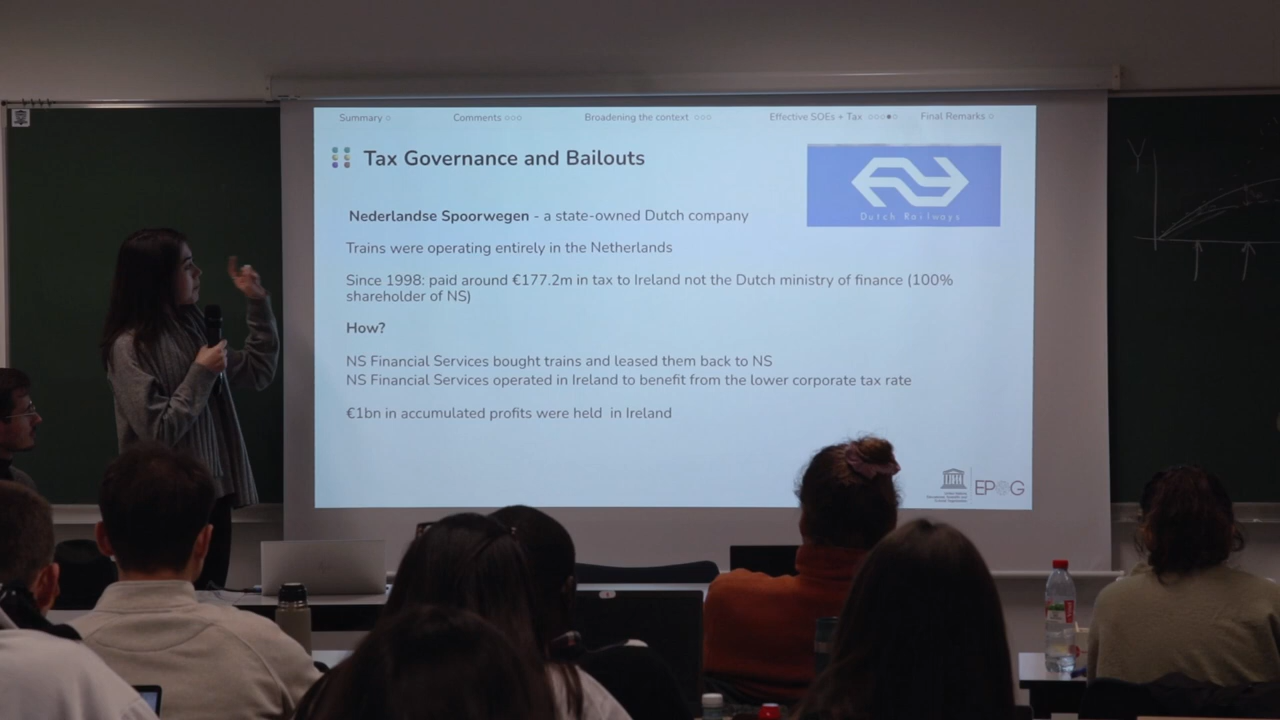 Summary
Comments
Broadening the context
Effective SOEs + Tax
Final Remarks
Tax Governance and Bailouts
Dutch Railways
Nederlandse Spoorwegen - a state-owned Dutch company
Trains were operating entirely in the Netherlands
Since 1998: paid around €177.2m in tax to Ireland not the Dutch ministry of finance (100%
shareholder of NS)
How?
NS Financial Services bought trains and leased them back to NS
NS Financial Services operated in Ireland to benefit from the lower corporate tax rate
€1bn in accumulated profits were held in Ireland
EPOG
Y